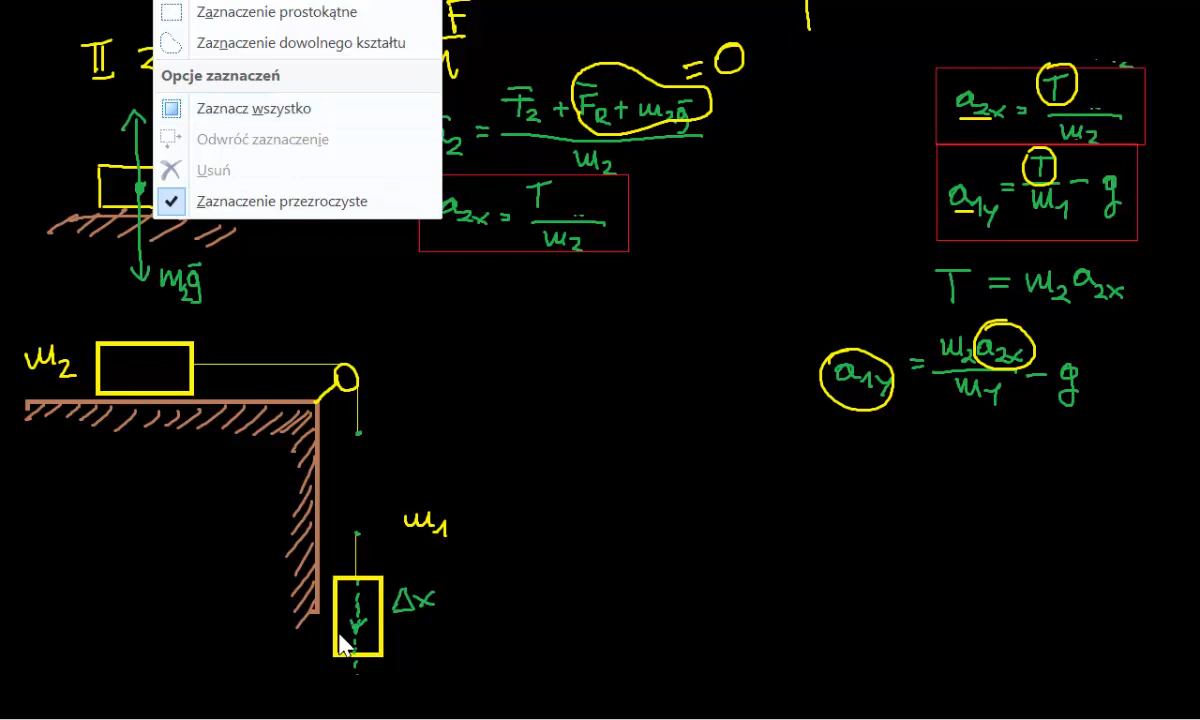 Zaznaczenie prostokątne
Zaznaczenie dowolnego kształtu
Opcje zaznaczeń
Zaznacz wszystko
Odwróć zaznaczenie
Usuń
Zaznaczenie przezroczyste
II
F
= 0
= T₂ + F_R + m₂g / m₂
a₂ₓ = T / m₂
m₂g
a₂ₓ = T / m₂
a₁y = T / m₁ - g
T = m₂a₂ₓ
a₁y = m₂a₂ₓ / m₁ - g
m₂
m₁
Δx